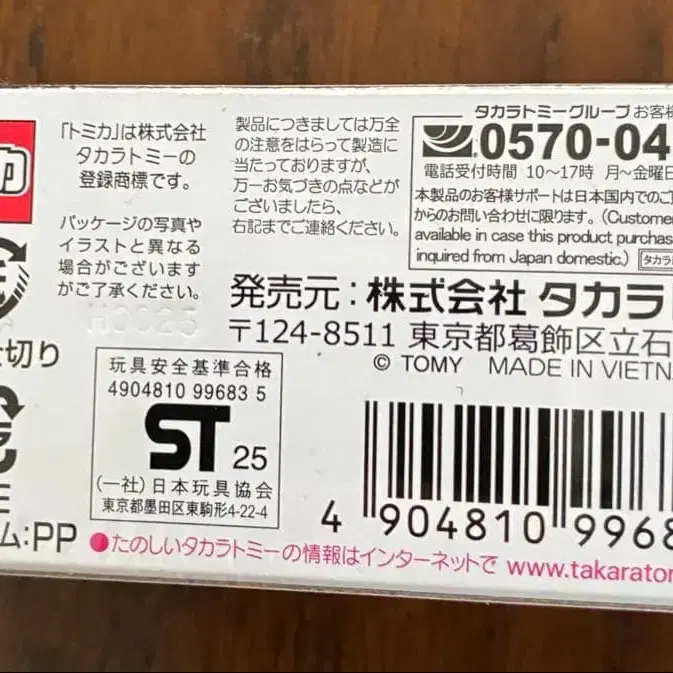 カ
「トミカ」は株式会社
タカラトミーの
登録商標です。
パッケージの写真や
イラストと異なる
場合がございます
がご了承ください。
製品につきましては万全
の注意をはらって製造に
当たっておりますが、
万一お気づきの点などが
ございましたら、
右記までご連絡ください。
タカラトミーグループ お客様
0570-04
電話受付時間 10〜17時 月〜金曜日
本製品のお客様サポートは日本国内でのご
からのお問い合わせに限ります。(Customer
available in case this product purchas
inquired from Japan domestic.) タカラ
発売元：株式会社 タカラ
〒124-8511 東京都葛飾区立石
© TOMY MADE IN VIETN
切り
玩具安全基準合格
4904810 99683 5
ST 25
(一社)日本玩具協会
東京都墨田区東駒形4-22-4
ム:PP
4 904810 9968
●たのしいタカラトミーの情報はインターネットで www.takarator